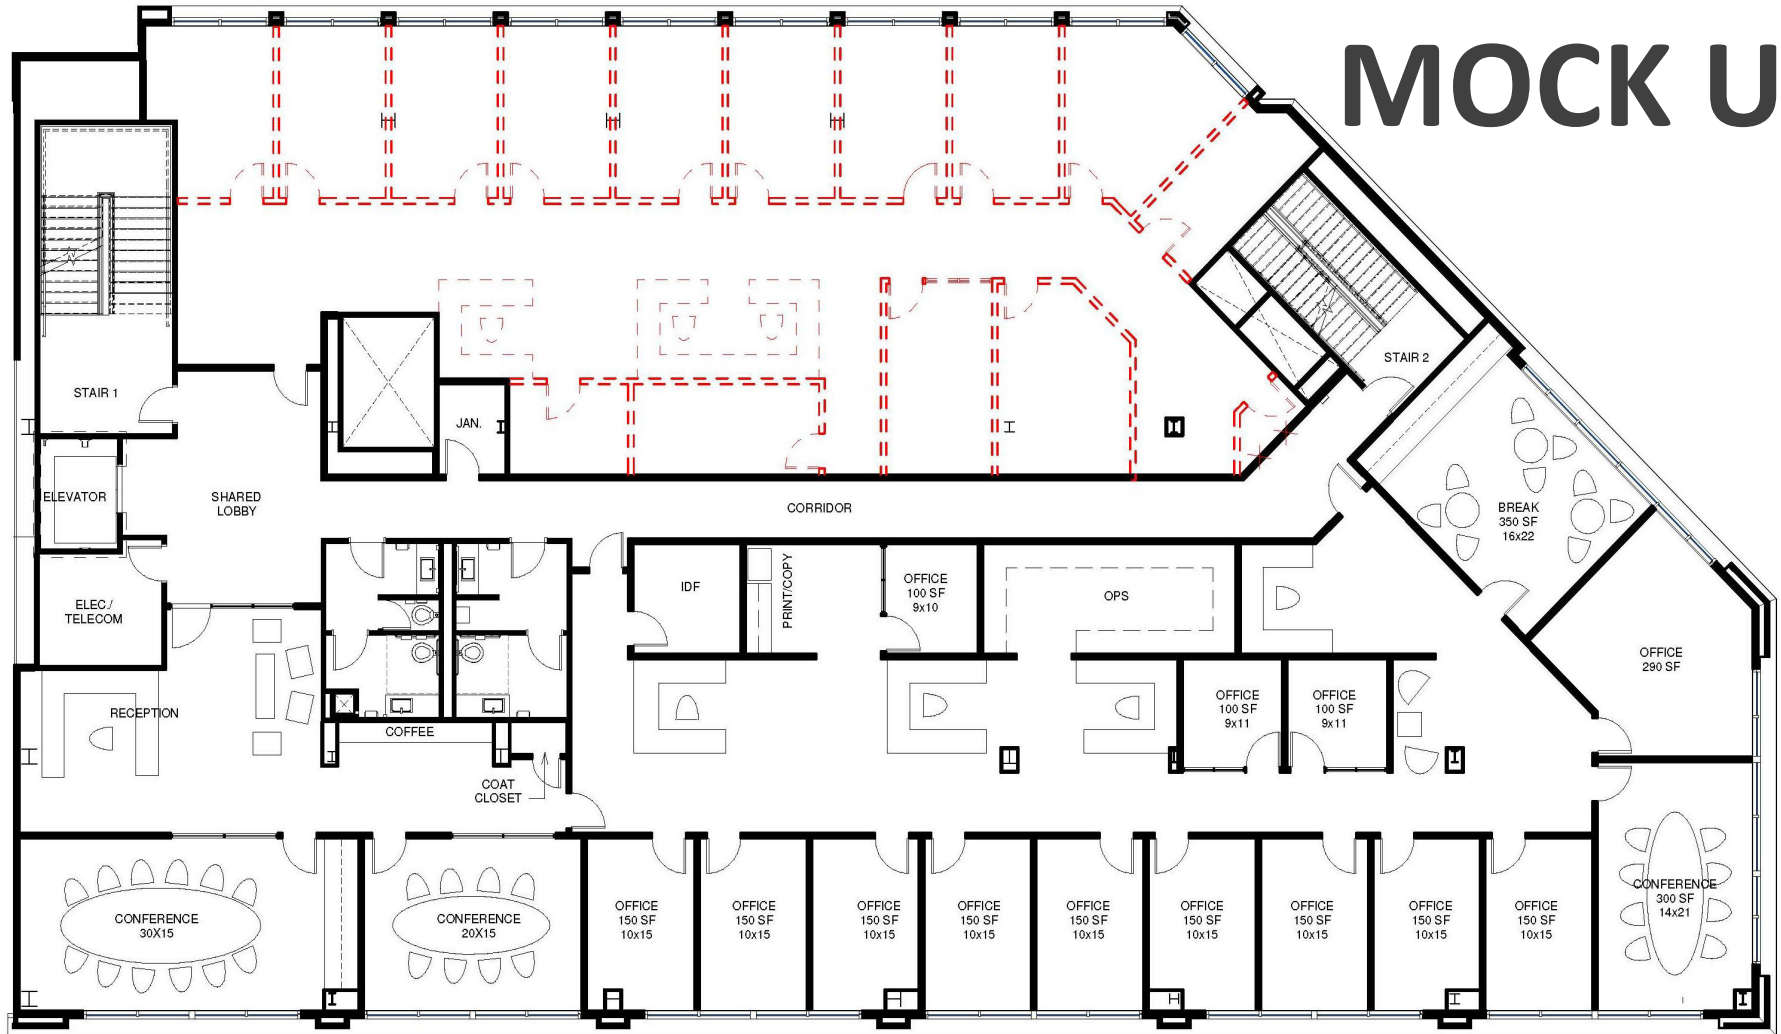 MOCK U
STAIR 1
STAIR 2
JAN.
ELEVATOR
SHARED
LOBBY
CORRIDOR
BREAK
350 SF
16x22
ELEC./
TELECOM
IDF
PRINT/COPY
OFFICE
100 SF
9x10
OPS
OFFICE
290 SF
RECEPTION
COFFEE
COAT
CLOSET
OFFICE
100 SF
9x11
OFFICE
100 SF
9x11
CONFERENCE
30X15
CONFERENCE
20X15
OFFICE
150 SF
10x15
OFFICE
150 SF
10x15
OFFICE
150 SF
10x15
OFFICE
150 SF
10x15
OFFICE
150 SF
10x15
OFFICE
150 SF
10x15
OFFICE
150 SF
10x15
OFFICE
150 SF
10x15
OFFICE
150 SF
10x15
CONFERENCE
300 SF
14x21